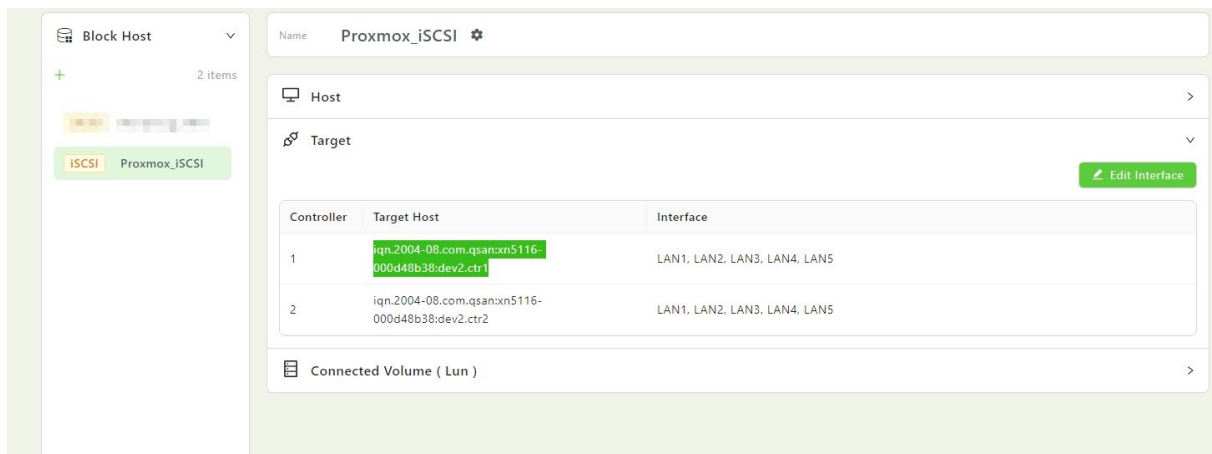 Block Host
2 items
iSCSI Proxmox_iSCSI
Name Proxmox_iSCSI
Host
Target
Edit Interface
Controller Target Host Interface
1 iqn.2004-08.com.qsan:xn5116-
000d48b38:dev2.ctr1 LAN1, LAN2, LAN3, LAN4, LAN5
2 iqn.2004-08.com.qsan:xn5116-
000d48b38:dev2.ctr2 LAN1, LAN2, LAN3, LAN4, LAN5
Connected Volume ( Lun )